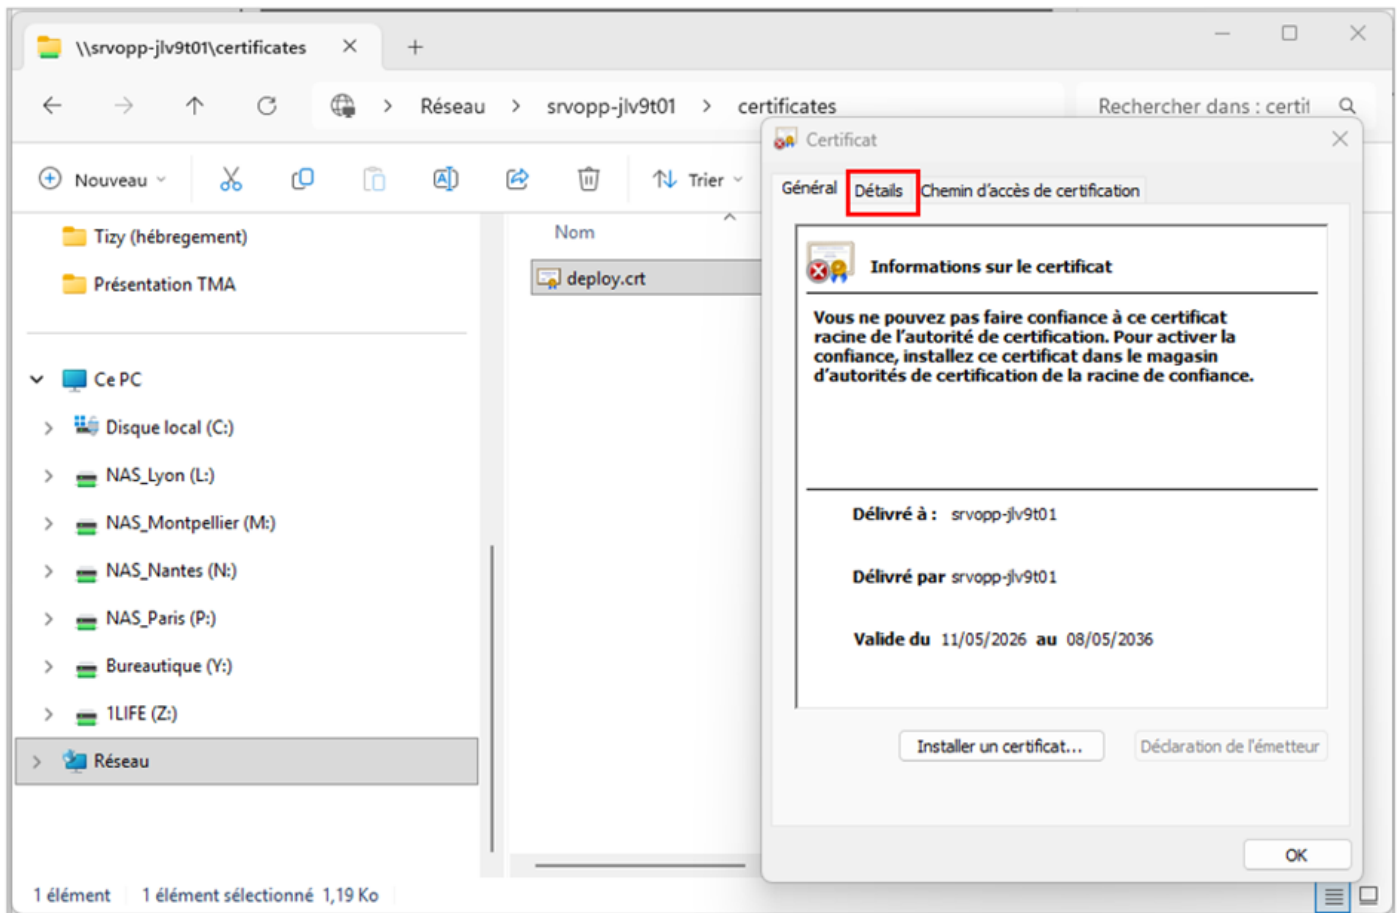 \\srvopp-jlv9t01\certificates
Réseau > srvopp-jlv9t01 > certificates
Rechercher dans : certif
Nouveau
Trier
Tizy (hébregement)
Présentation TMA
Ce PC
Disque local (C:)
NAS_Lyon (L:)
NAS_Montpellier (M:)
NAS_Nantes (N:)
NAS_Paris (P:)
Bureautique (Y:)
1LIFE (Z:)
Réseau
Nom
deploy.crt
Certificat
Général Détails Chemin d'accès de certification
Informations sur le certificat
Vous ne pouvez pas faire confiance à ce certificat
racine de l'autorité de certification. Pour activer la
confiance, installez ce certificat dans le magasin
d'autorités de certification de la racine de confiance.
Délivré à : srvopp-jlv9t01
Délivré par srvopp-jlv9t01
Valide du 11/05/2026 au 08/05/2036
Installer un certificat... Déclaration de l'émetteur
OK
1 élément 1 élément sélectionné 1,19 Ko